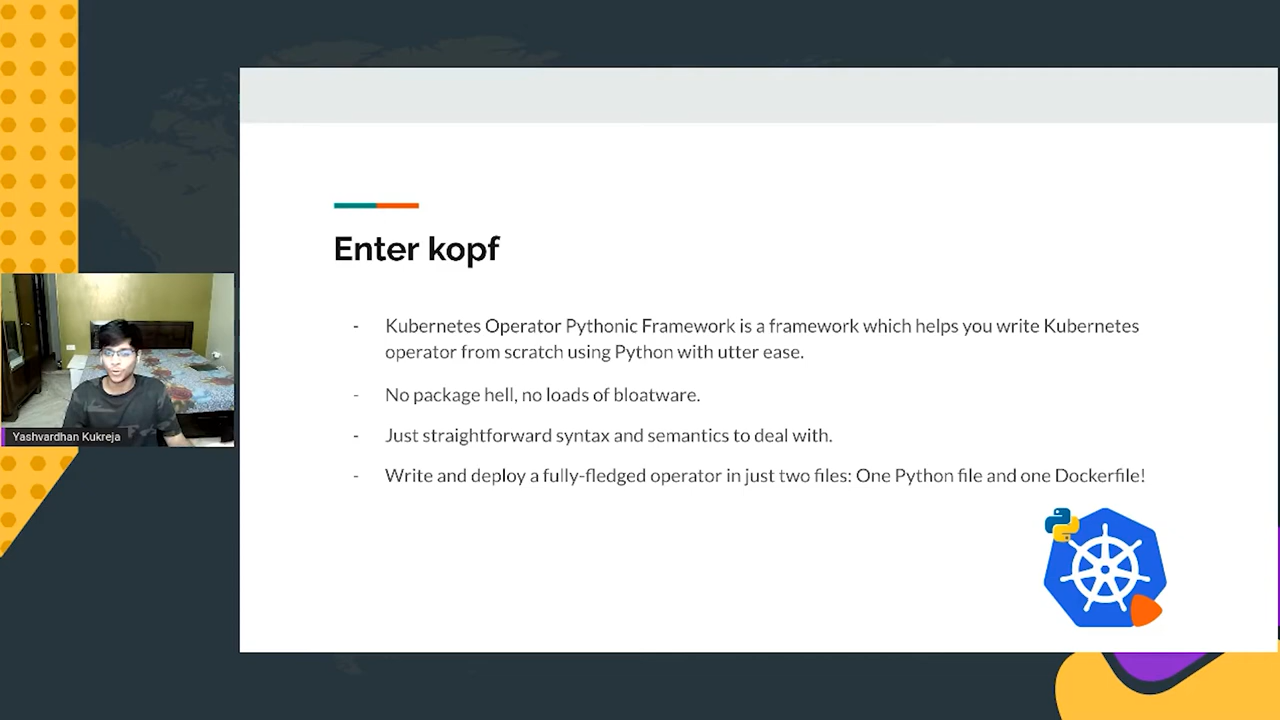 Enter kopf
- Kubernetes Operator Pythonic Framework is a framework which helps you write Kubernetes
operator from scratch using Python with utter ease.
- No package hell, no loads of bloatware.
- Just straightforward syntax and semantics to deal with.
- Write and deploy a fully-fledged operator in just two files: One Python file and one Dockerfile!
Yashvardhan Kukreja